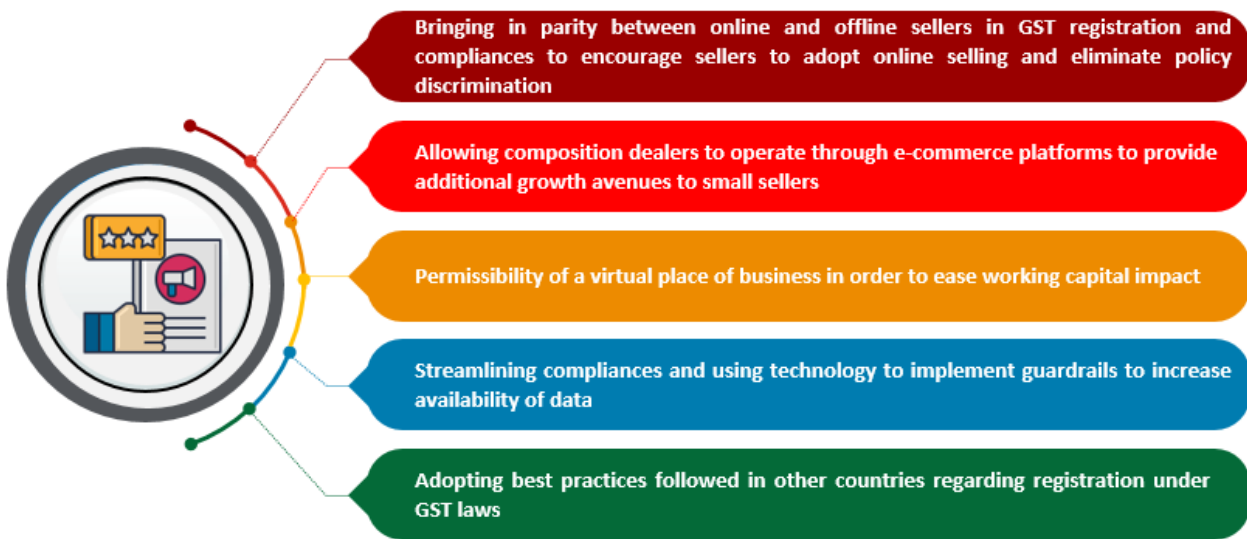 Bringing in parity between online and offline sellers in GST registration and
compliances to encourage sellers to adopt online selling and eliminate policy
discrimination
Allowing composition dealers to operate through e-commerce platforms to provide
additional growth avenues to small sellers
Permissibility of a virtual place of business in order to ease working capital impact
Streamlining compliances and using technology to implement guardrails to increase
availability of data
Adopting best practices followed in other countries regarding registration under
GST laws